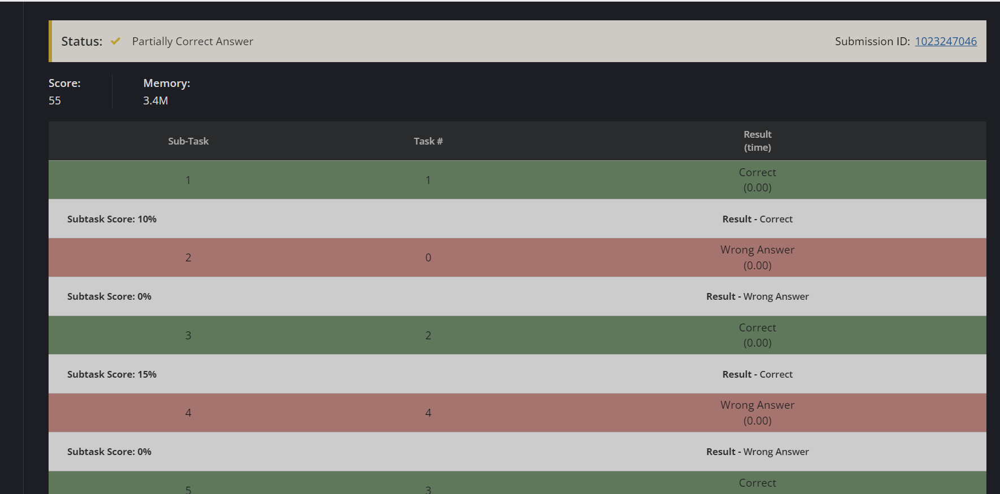 Status: Partially Correct Answer Submission ID: 1023247046
Score: Memory:
55 3.4M
Sub-Task Task # Result
(time)
1 1 Correct
(0.00)
Subtask Score: 10% Result - Correct
2 0 Wrong Answer
(0.00)
Subtask Score: 0% Result - Wrong Answer
3 2 Correct
(0.00)
Subtask Score: 15% Result - Correct
4 4 Wrong Answer
(0.00)
Subtask Score: 0% Result - Wrong Answer
5 3 Correct